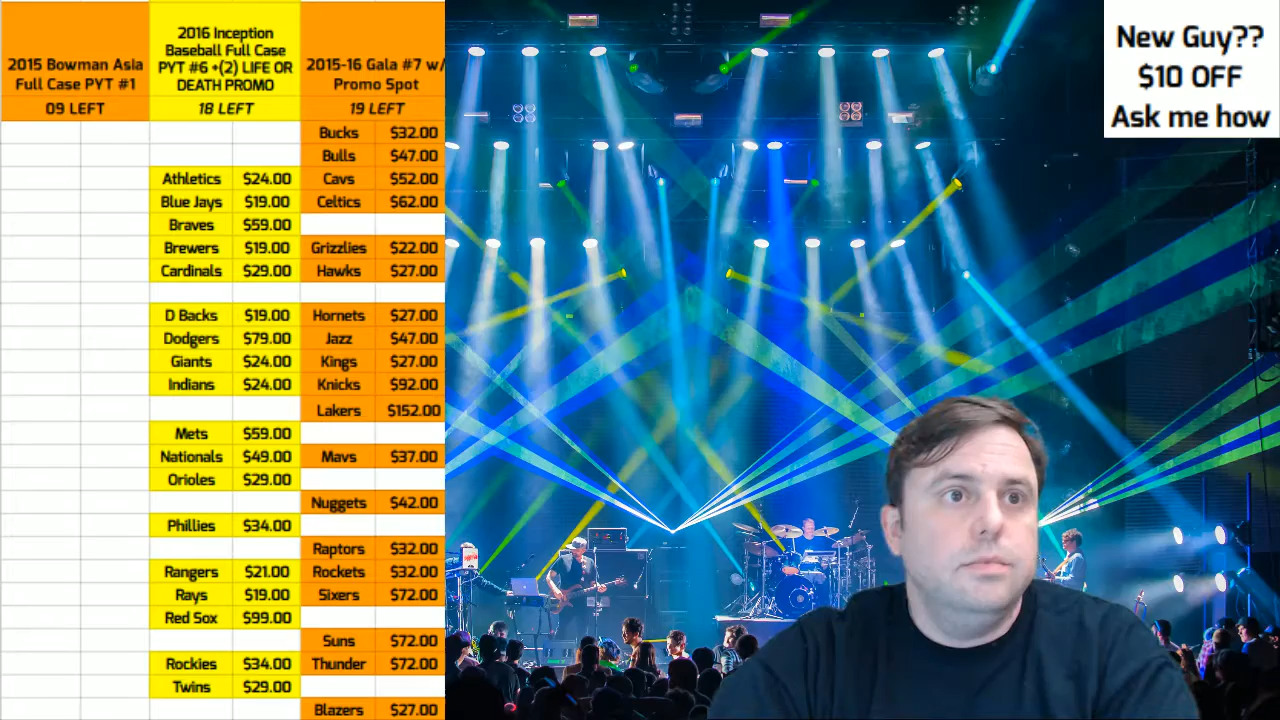 2015 Bowman Asia
Full Case PYT #1
09 LEFT
2016 Inception
Baseball Full Case
PYT #6 +(2) LIFE OR
DEATH PROMO
18 LEFT
2015-16 Gala #7 w/
Promo Spot
19 LEFT
New Guy??
$10 OFF
Ask me how
Bucks $32.00
Bulls $47.00
Athletics $24.00 Cavs $52.00
Blue Jays $19.00 Celtics $62.00
Braves $59.00
Brewers $19.00 Grizzlies $22.00
Cardinals $29.00 Hawks $27.00
D Backs $19.00 Hornets $27.00
Dodgers $79.00 Jazz $47.00
Giants $24.00 Kings $27.00
Indians $24.00 Knicks $92.00
Lakers $152.00
Mets $59.00
Nationals $49.00 Mavs $37.00
Orioles $29.00
Nuggets $42.00
Phillies $34.00
Raptors $32.00
Rangers $21.00 Rockets $32.00
Rays $19.00 Sixers $72.00
Red Sox $99.00
Suns $72.00
Rockies $34.00 Thunder $72.00
Twins $29.00
Blazers $27.00